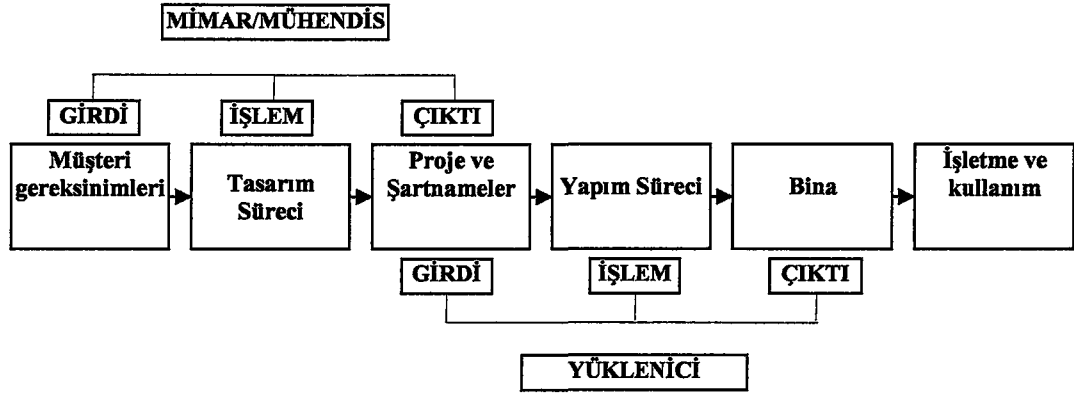 MİMAR/MÜHENDİS
GİRDİ
İŞLEM
ÇIKTI
Müşteri
gereksinimleri
Tasarım
Süreci
Proje ve
Şartnameler
Yapım Süreci
Bina
İşletme ve
kullanım
GİRDİ
İŞLEM
ÇIKTI
YÜKLENİCİ